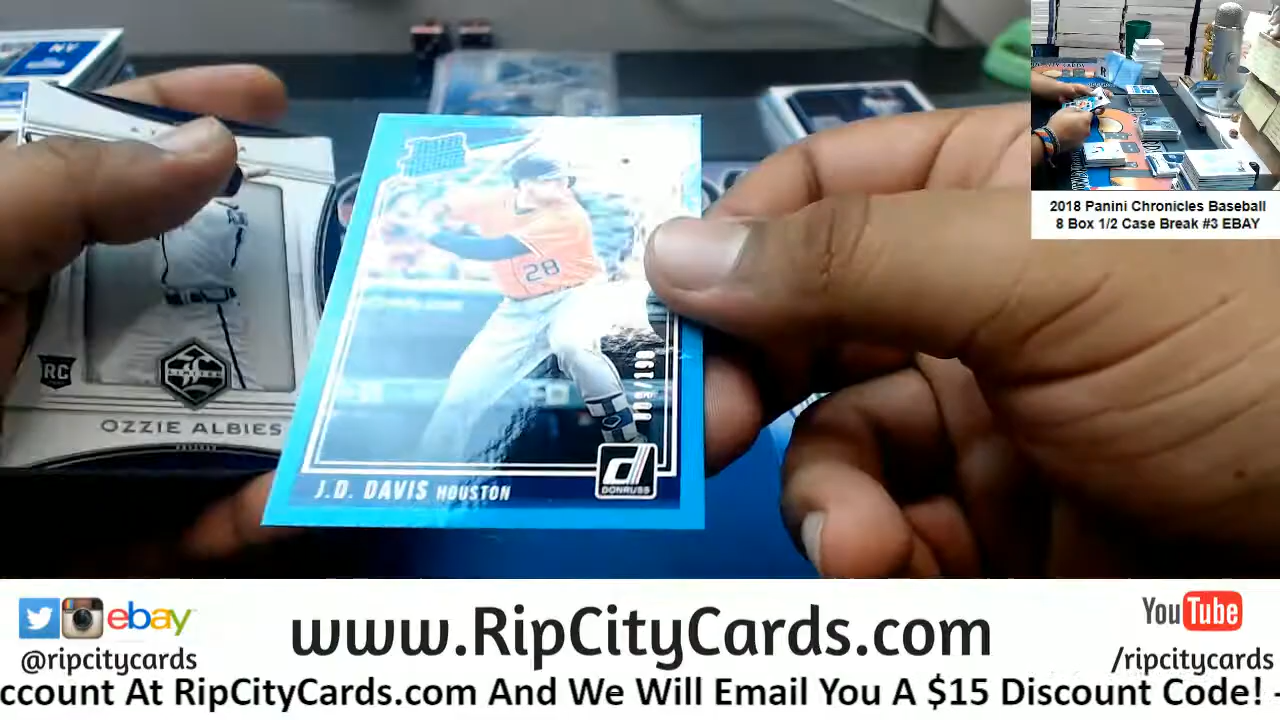 2018 Panini Chronicles Baseball
8 Box 1/2 Case Break #3 EBAY
28
RC
LIMITED
OZZIE ALBIES
J.D. DAVIS HOUSTON
DONRUSS
ebay
@ripcitycards
www.RipCityCards.com
YouTube
/ripcitycards
ccount At RipCityCards.com And We Will Email You A $15 Discount Code! -